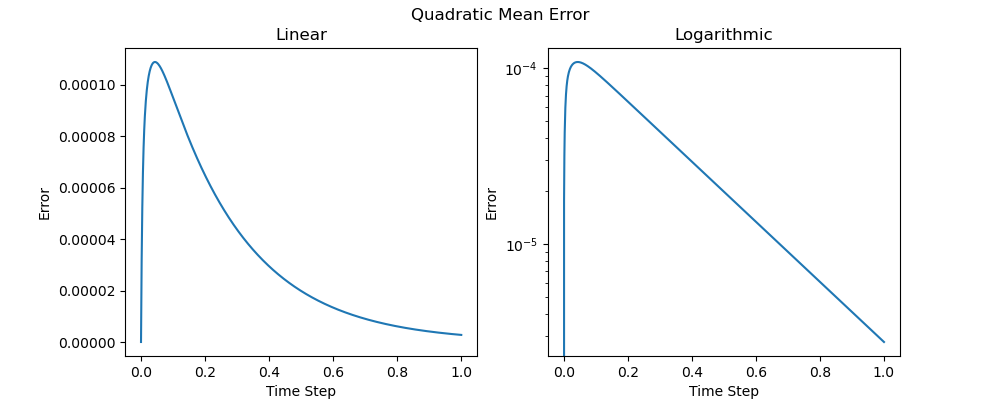 Quadratic Mean Error
Linear
0.00010
0.00008
0.00006
0.00004
0.00002
0.00000
Error
0.0 0.2 0.4 0.6 0.8 1.0
Time Step
Logarithmic
10⁻⁴
10⁻⁵
Error
0.0 0.2 0.4 0.6 0.8 1.0
Time Step